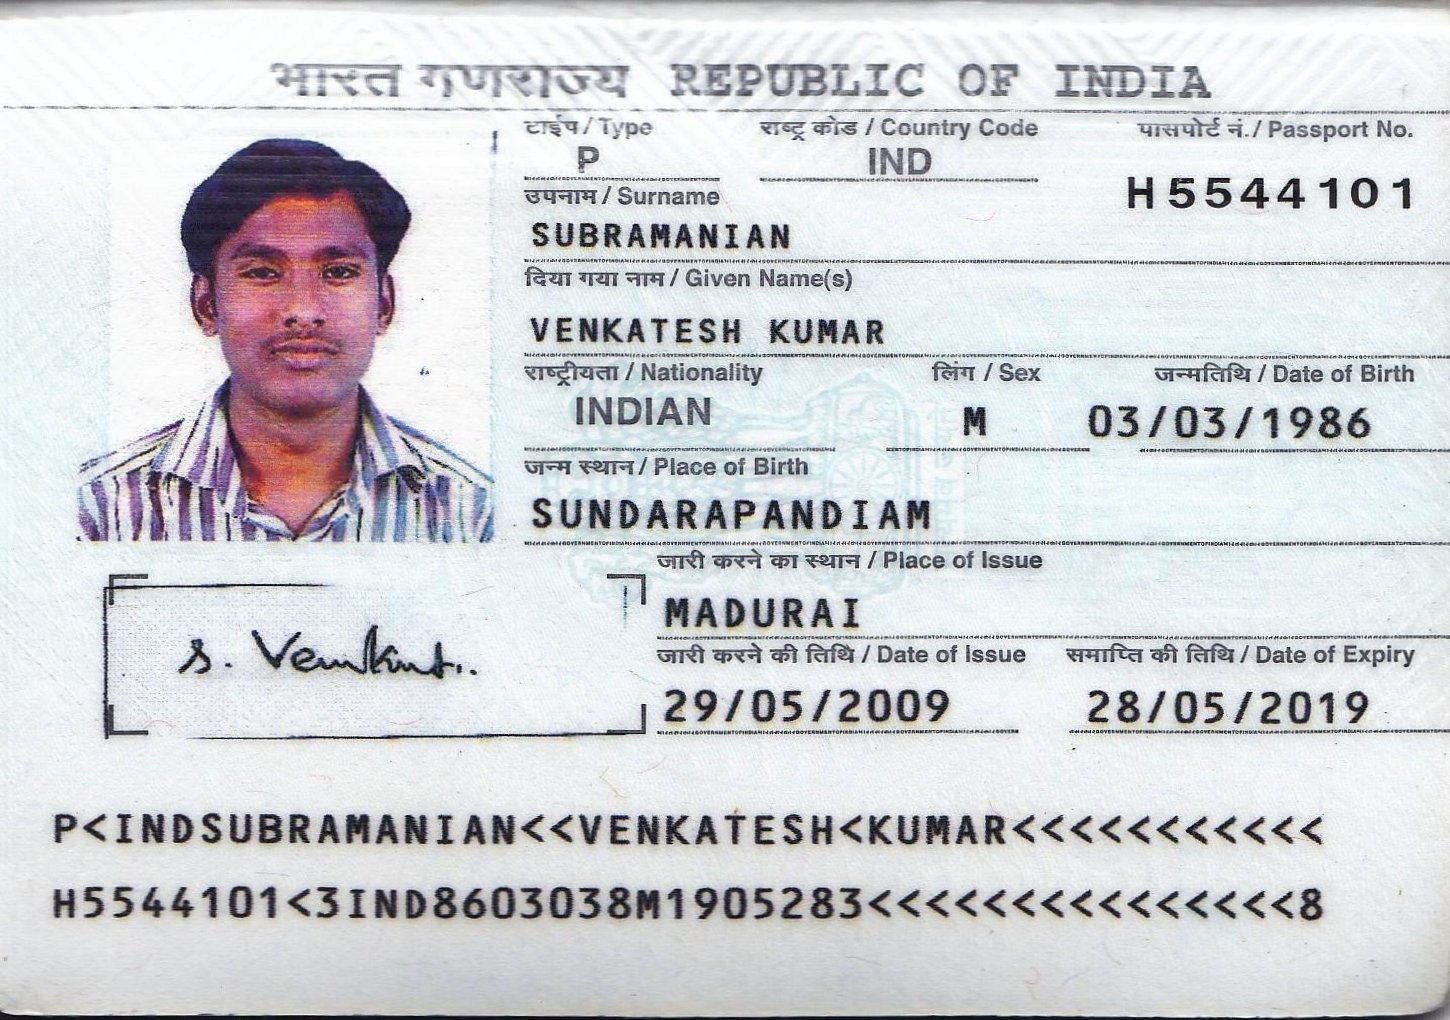 भारत गणराज्य REPUBLIC OF INDIA
टाईप / Type राष्ट्र कोड / Country Code पासपोर्ट नं. / Passport No.
P IND H5544101
उपनाम / Surname
SUBRAMANIAN
दिया गया नाम / Given Name(s)
VENKATESH KUMAR
राष्ट्रीयता / Nationality लिंग / Sex जन्मतिथि / Date of Birth
INDIAN M 03/03/1986
जन्म स्थान / Place of Birth
SUNDARAPANDIAM
जारी करने का स्थान / Place of Issue
MADURAI
जारी करने की तिथि / Date of Issue समाप्ति की तिथि / Date of Expiry
29/05/2009 28/05/2019
P<INDSUBRAMANIAN<<VENKATESH<KUMAR<<<<<<<<<<<
H5544101<3IND8603038M1905283<<<<<<<<<<<<<<<8